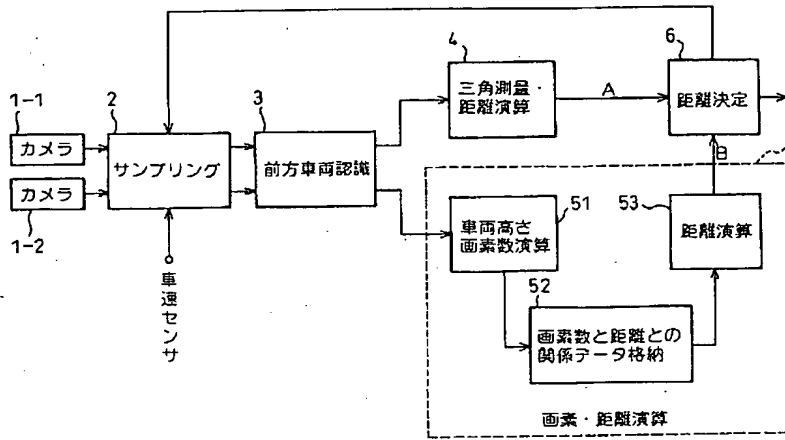 1-1
カメラ
カメラ
1-2
2
サンプリング
車速センサ
3
前方車両認識
4
三角測量・
距離演算
A
6
距離決定
B
51
車両高さ
画素数演算
52
画素数と距離との
関係データ格納
53
距離演算
画素・距離演算